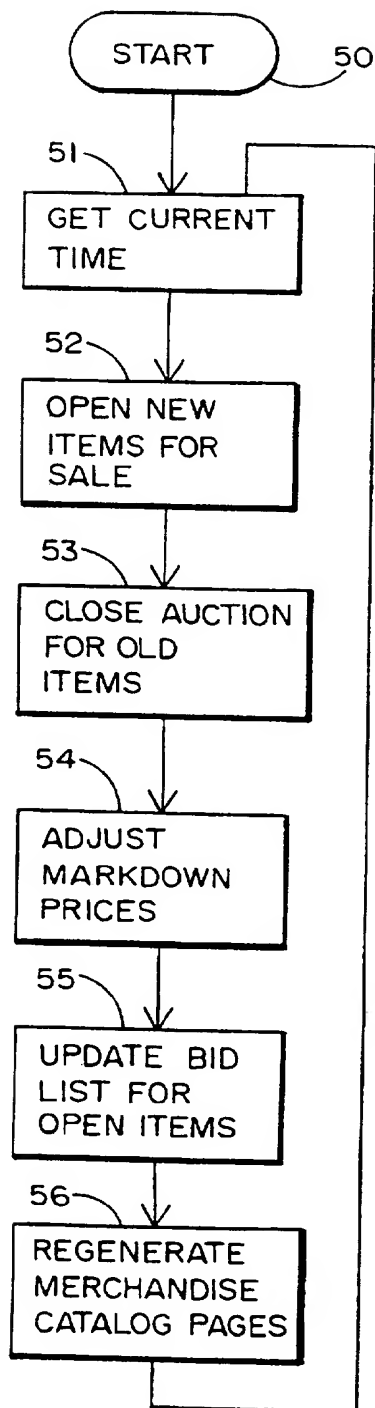 START
50
51
GET CURRENT
TIME
52
OPEN NEW
ITEMS FOR
SALE
53
CLOSE AUCTION
FOR OLD
ITEMS
54
ADJUST
MARKDOWN
PRICES
55
UPDATE BID
LIST FOR
OPEN ITEMS
56
REGENERATE
MERCHANDISE
CATALOG PAGES